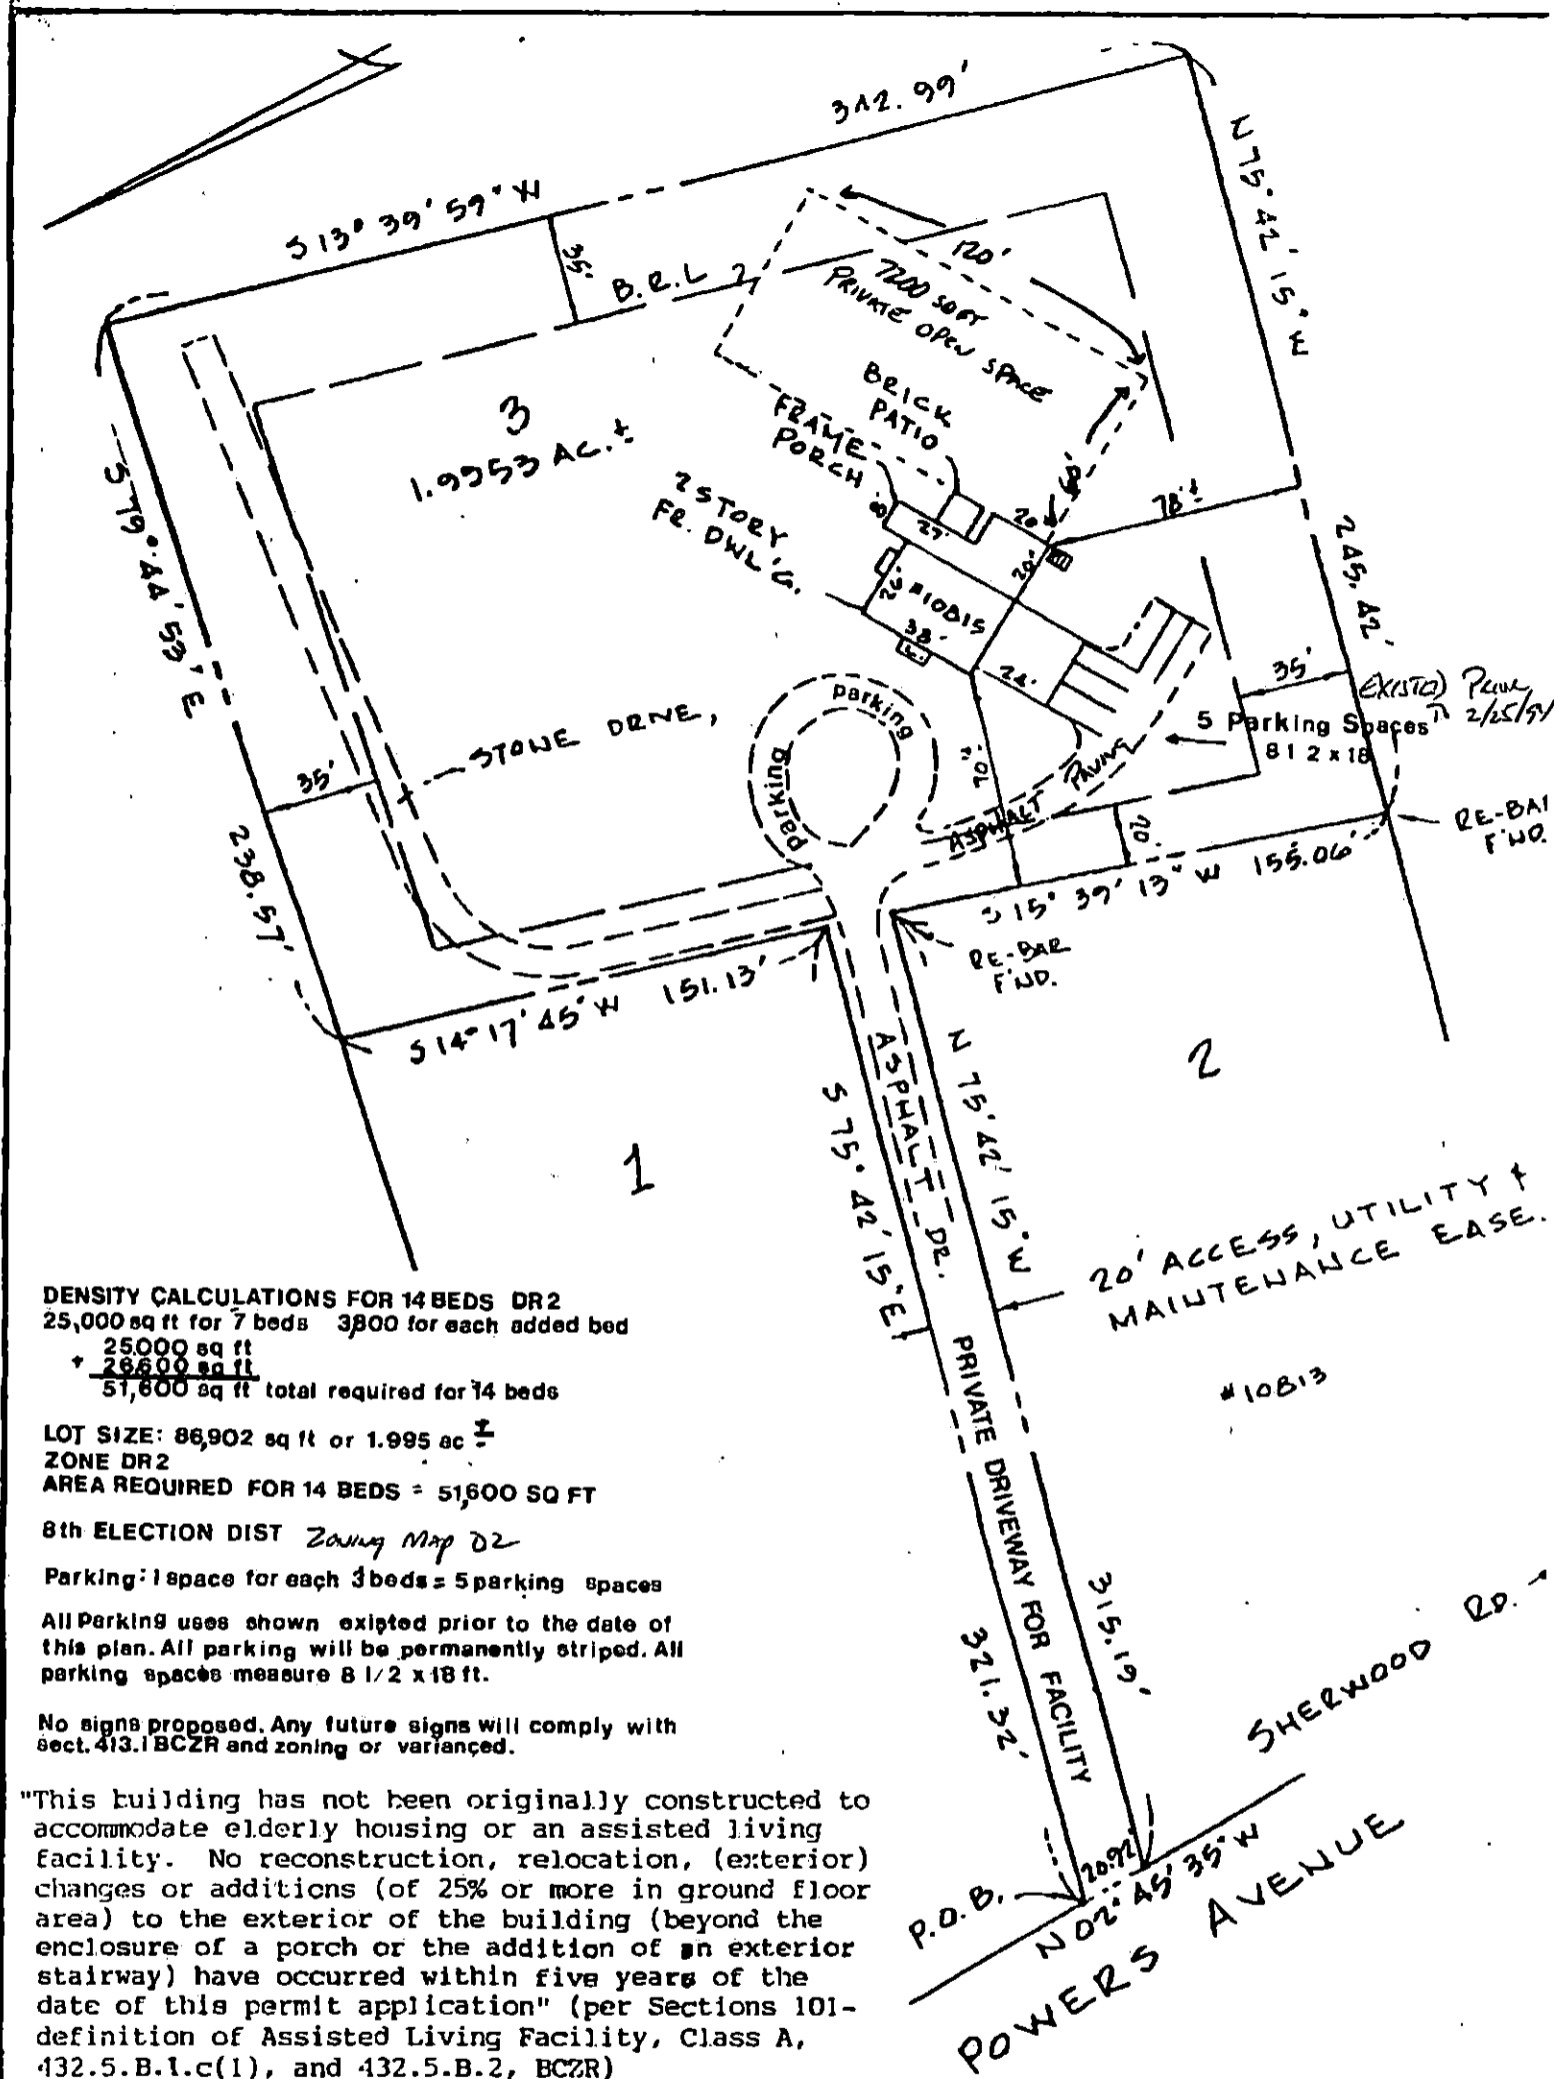 342.99'
S 13° 39' 59" W
N 75° 42' 15" E
35'
B.R.L
120'
7200 SQFT
PRIVATE OPEN SPACE
BRICK
PATIO
FRAME
PORCH
3
1.9953 AC.±
2 STORY
FR. DWL'G.
8'
27'
20'
20'
78'±
26'
#10815
38'
24'
S 79° 44' 53" E
245.42'
35'
EXISTED
2/25/94
5 Parking Spaces
8 1 2 x 18
parking
parking
STONE DRIVE,
35'
70'±
ASPHALT PAVING
20'
RE-BAR
F'ND.
238.57'
S 15° 39' 13" W 155.06'
RE-BAR
F'ND.
S 14° 17' 45" W 151.13'
ASPHALT DR.
N 75° 42' 15" W
S 75° 42' 15" E
2
1
20' ACCESS, UTILITY &
MAINTENANCE EASE.
#10813
DENSITY CALCULATIONS FOR 14 BEDS DR2
25,000 sq ft for 7 beds 3,800 for each added bed
25000 sq ft
+ 26600 sq ft
51,600 sq ft total required for 14 beds
LOT SIZE: 86,902 sq ft or 1.995 ac ±
ZONE DR2
AREA REQUIRED FOR 14 BEDS = 51,600 SQ FT
8th ELECTION DIST Zoning Map D2
Parking: 1 space for each 3 beds = 5 parking spaces
All Parking uses shown existed prior to the date of
this plan. All parking will be permanently striped. All
parking spaces measure 8 1/2 x 18 ft.
No signs proposed. Any future signs will comply with
sect. 413.1 BCZR and zoning or varianced.
PRIVATE DRIVEWAY FOR FACILITY
315.19'
321.32'
SHERWOOD RD.
"This building has not been originally constructed to
accommodate elderly housing or an assisted living
facility. No reconstruction, relocation, (exterior)
changes or additions (of 25% or more in ground floor
area) to the exterior of the building (beyond the
enclosure of a porch or the addition of an exterior
stairway) have occurred within five years of the
date of this permit application" (per Sections 101-
definition of Assisted Living Facility, Class A,
432.5.B.1.c(1), and 432.5.B.2, BCZR)
P.O.B.
20.92'
N 02° 45' 35" W
POWERS AVENUE